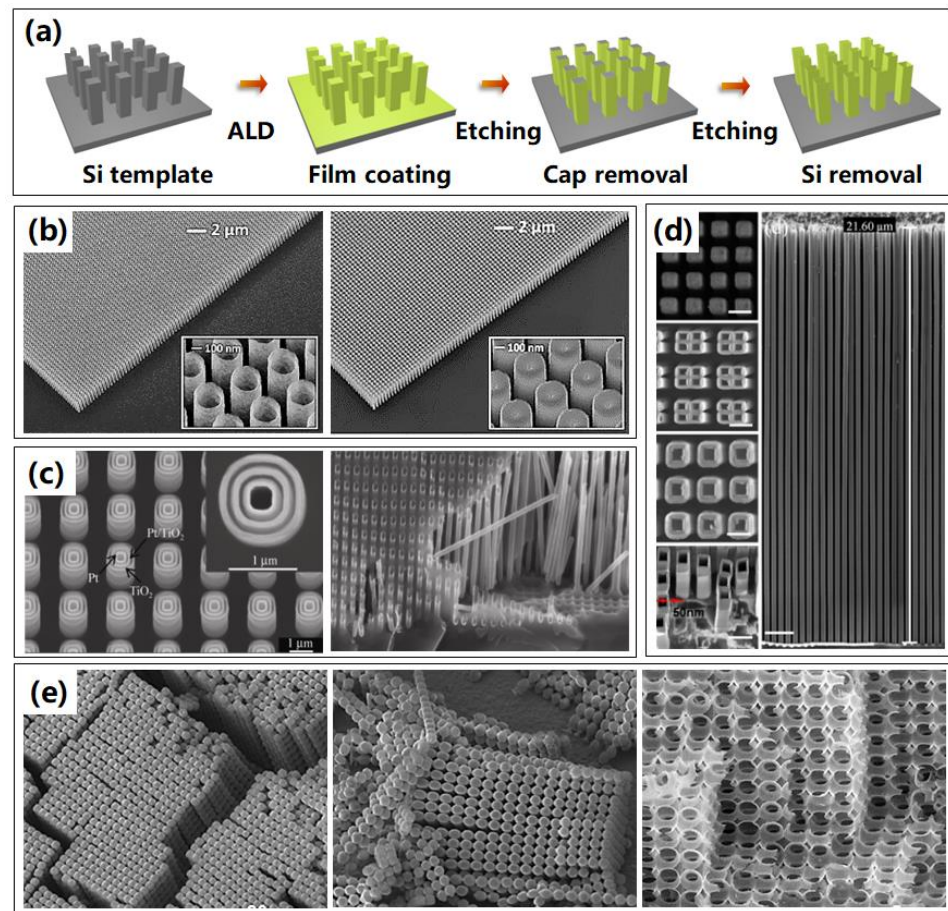 (a)
ALD
Etching
Etching
Si template
Film coating
Cap removal
Si removal
(b)
2 µm
100 nm
2 µm
100 nm
(c)
Pt/TiO₂
Pt
TiO₂
1 µm
1 µm
(d)
21.60 µm
50nm
(e)